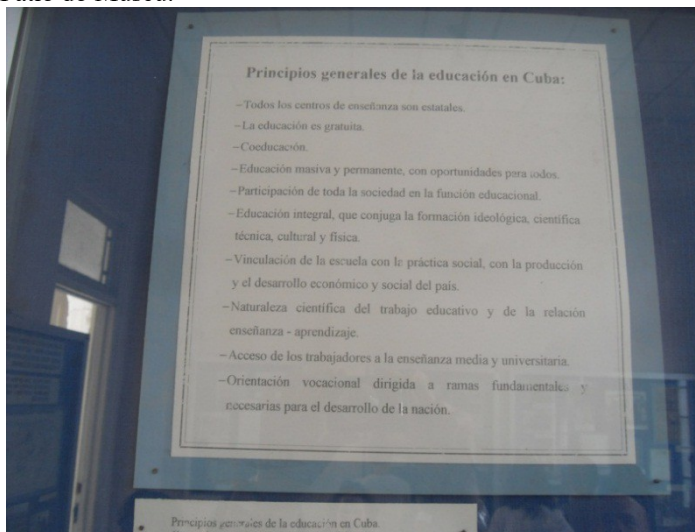 Principios generales de la educación en Cuba:
–Todos los centros de enseñanza son estatales.
–La educación es gratuita.
–Coeducación.
–Educación masiva y permanente, con oportunidades para todos.
–Participación de toda la sociedad en la función educacional.
–Educación integral, que conjuga la formación ideológica, científica
técnica, cultural y física.
–Vinculación de la escuela con la práctica social, con la producción
y el desarrollo económico y social del país.
–Naturaleza científica del trabajo educativo y de la relación
enseñanza - aprendizaje.
–Acceso de los trabajadores a la enseñanza media y universitaria.
–Orientación vocacional dirigida a ramas fundamentales y
necesarias para el desarrollo de la nación.
Principios generales de la educación en Cuba.